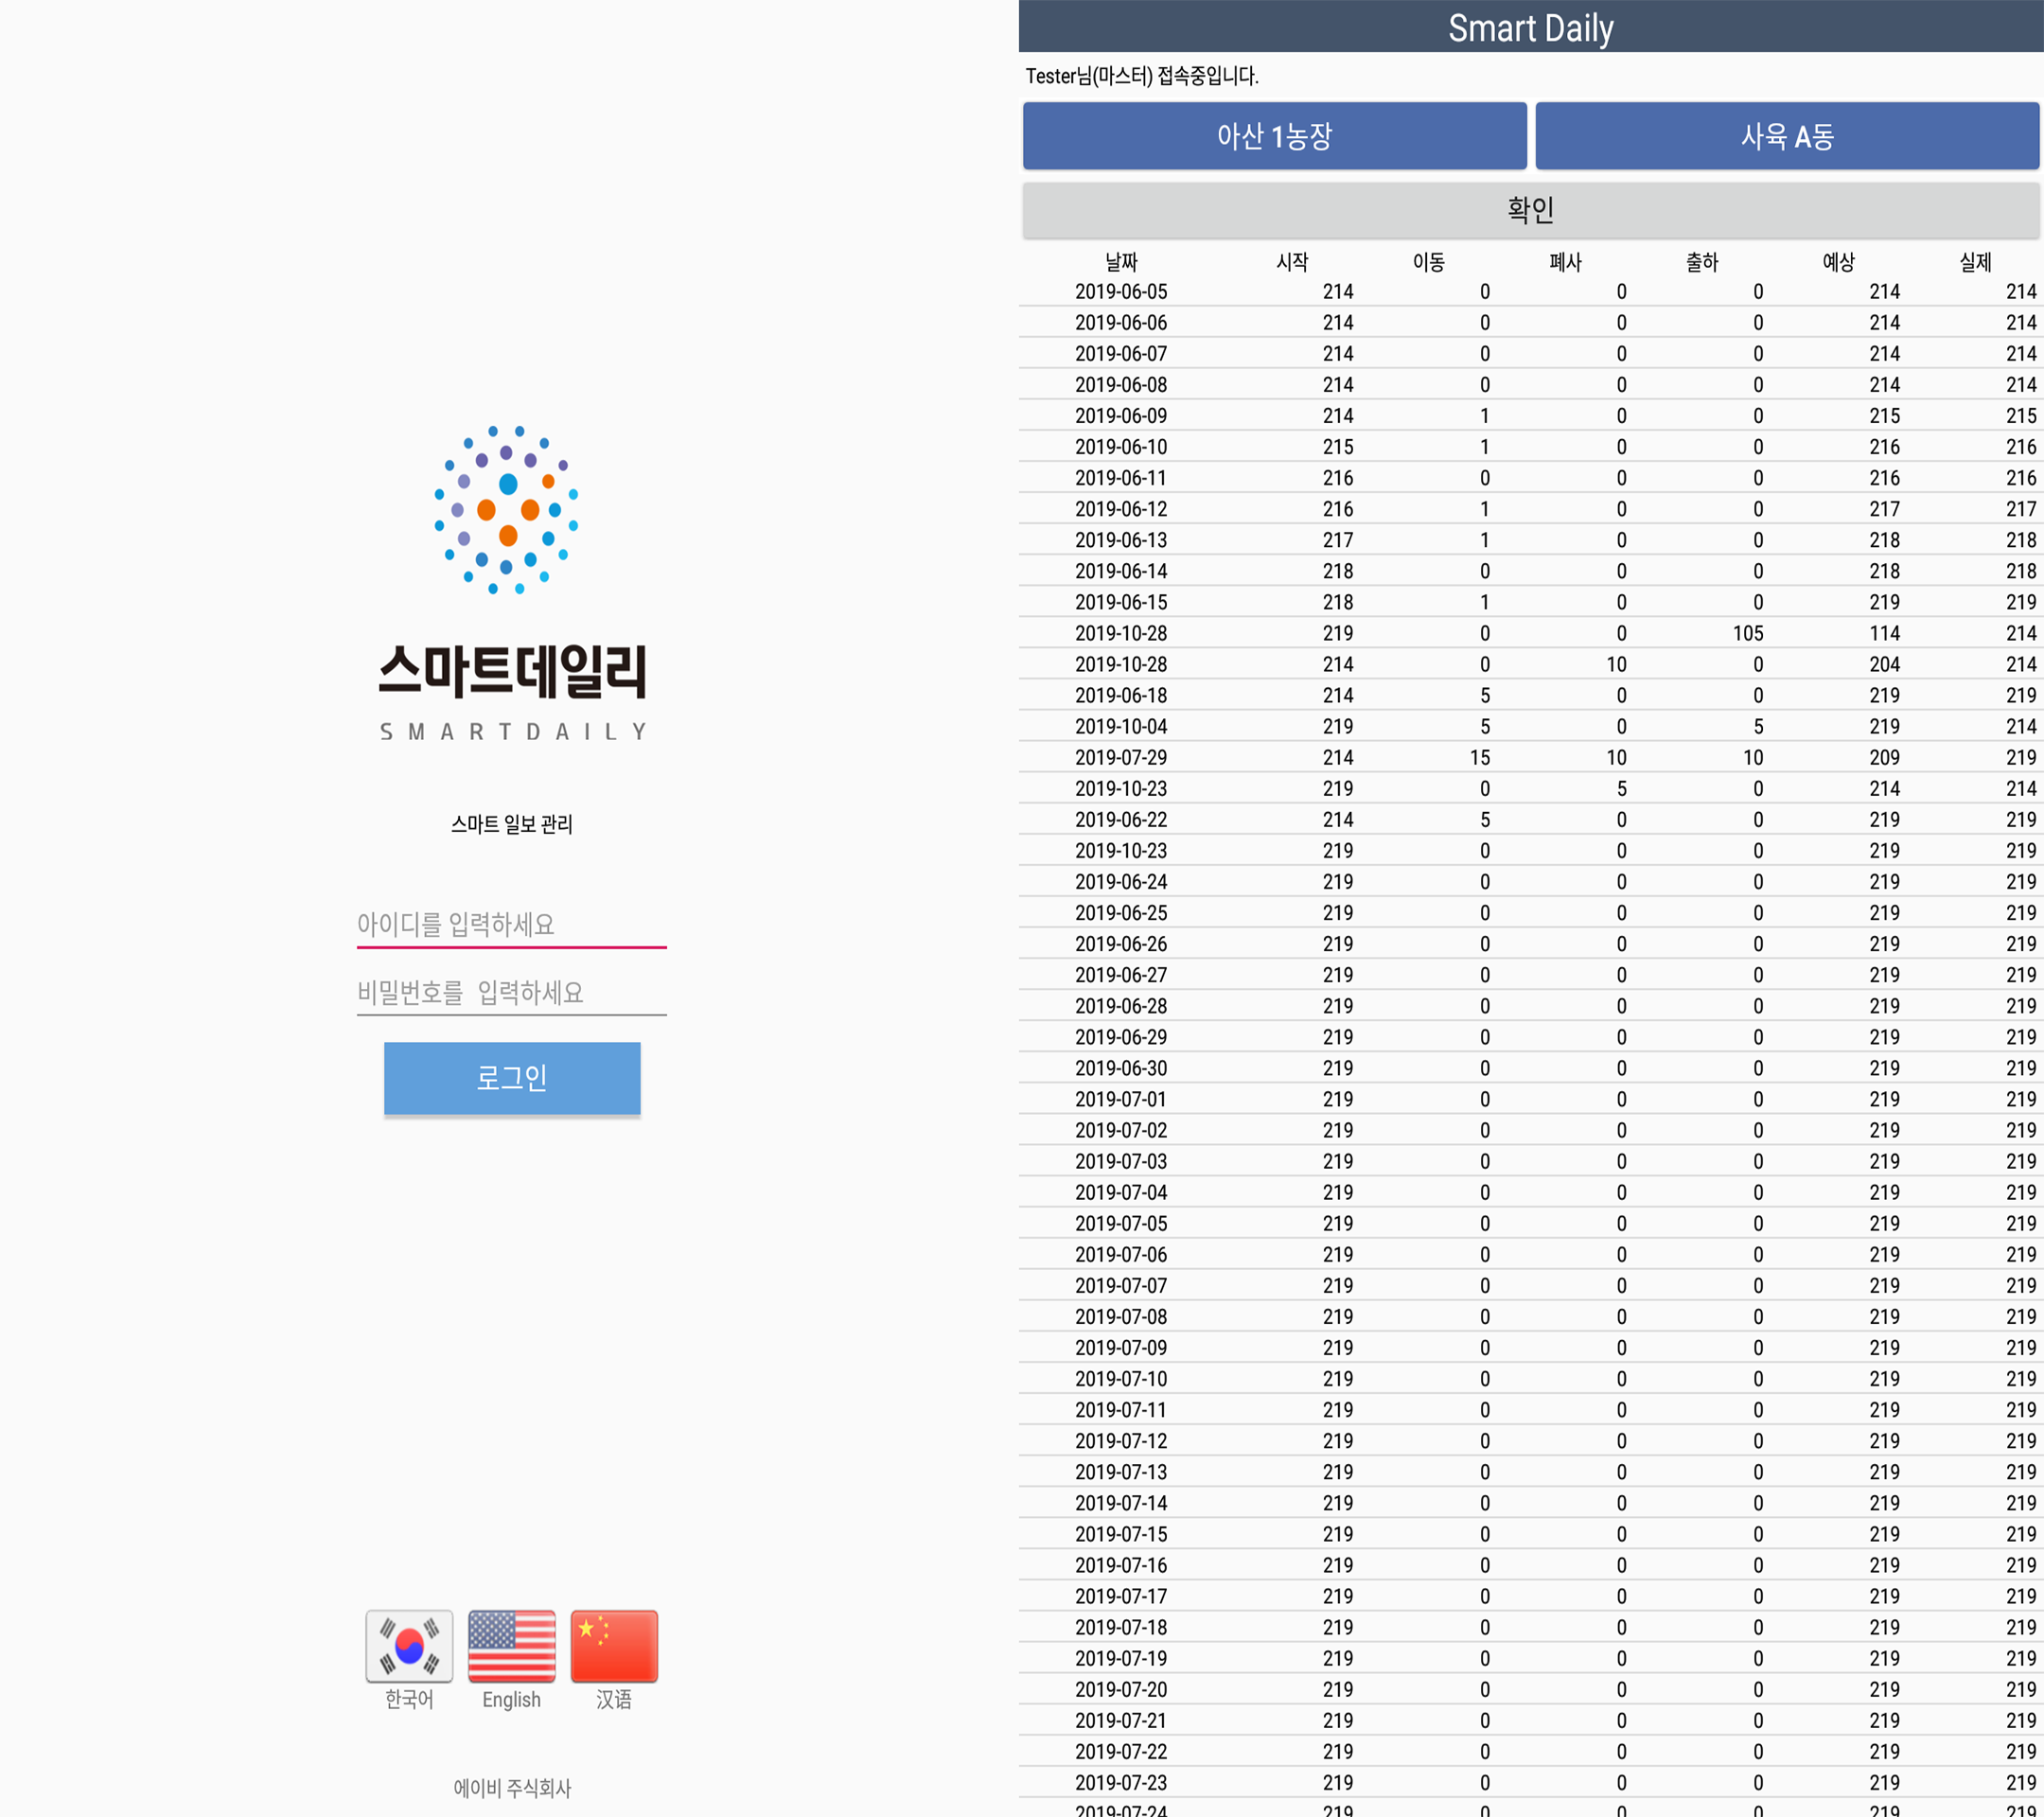 스마트데일리
SMARTDAILY
스마트 일보 관리
아이디를 입력하세요
비밀번호를 입력하세요
로그인
한국어 English 汉语
에이비 주식회사
Smart Daily
Tester님(마스터) 접속중입니다.
아산 1농장 사육 A동
확인
날짜 시작 이동 폐사 출하 예상 실제
2019-06-05 214 0 0 0 214 214
2019-06-06 214 0 0 0 214 214
2019-06-07 214 0 0 0 214 214
2019-06-08 214 0 0 0 214 214
2019-06-09 214 1 0 0 215 215
2019-06-10 215 1 0 0 216 216
2019-06-11 216 0 0 0 216 216
2019-06-12 216 1 0 0 217 217
2019-06-13 217 1 0 0 218 218
2019-06-14 218 0 0 0 218 218
2019-06-15 218 1 0 0 219 219
2019-10-28 219 0 0 105 114 214
2019-10-28 214 0 10 0 204 214
2019-06-18 214 5 0 0 219 219
2019-10-04 219 5 0 5 219 214
2019-07-29 214 15 10 10 209 219
2019-10-23 219 0 5 0 214 214
2019-06-22 214 5 0 0 219 219
2019-10-23 219 0 0 0 219 219
2019-06-24 219 0 0 0 219 219
2019-06-25 219 0 0 0 219 219
2019-06-26 219 0 0 0 219 219
2019-06-27 219 0 0 0 219 219
2019-06-28 219 0 0 0 219 219
2019-06-29 219 0 0 0 219 219
2019-06-30 219 0 0 0 219 219
2019-07-01 219 0 0 0 219 219
2019-07-02 219 0 0 0 219 219
2019-07-03 219 0 0 0 219 219
2019-07-04 219 0 0 0 219 219
2019-07-05 219 0 0 0 219 219
2019-07-06 219 0 0 0 219 219
2019-07-07 219 0 0 0 219 219
2019-07-08 219 0 0 0 219 219
2019-07-09 219 0 0 0 219 219
2019-07-10 219 0 0 0 219 219
2019-07-11 219 0 0 0 219 219
2019-07-12 219 0 0 0 219 219
2019-07-13 219 0 0 0 219 219
2019-07-14 219 0 0 0 219 219
2019-07-15 219 0 0 0 219 219
2019-07-16 219 0 0 0 219 219
2019-07-17 219 0 0 0 219 219
2019-07-18 219 0 0 0 219 219
2019-07-19 219 0 0 0 219 219
2019-07-20 219 0 0 0 219 219
2019-07-21 219 0 0 0 219 219
2019-07-22 219 0 0 0 219 219
2019-07-23 219 0 0 0 219 219
2019-07-24 219 0 0 0 219 219